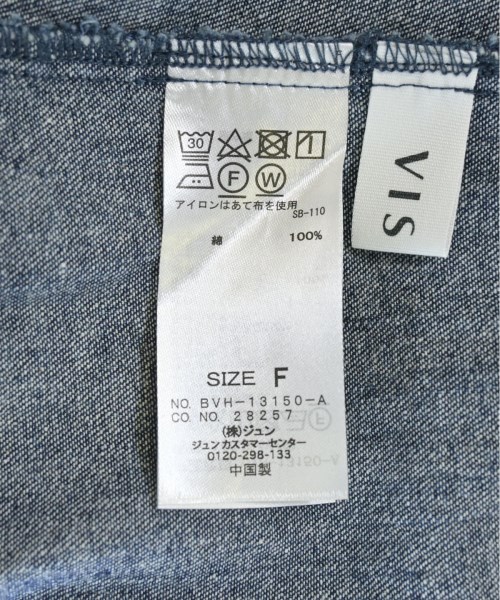 30
F W
アイロンはあて布を使用
SB-110
綿 100%
SIZE F
NO. BVH-13150-A
CO. NO. 28257
(株)ジュン
ジュンカスタマーセンター
0120-298-133
中国製
VIS